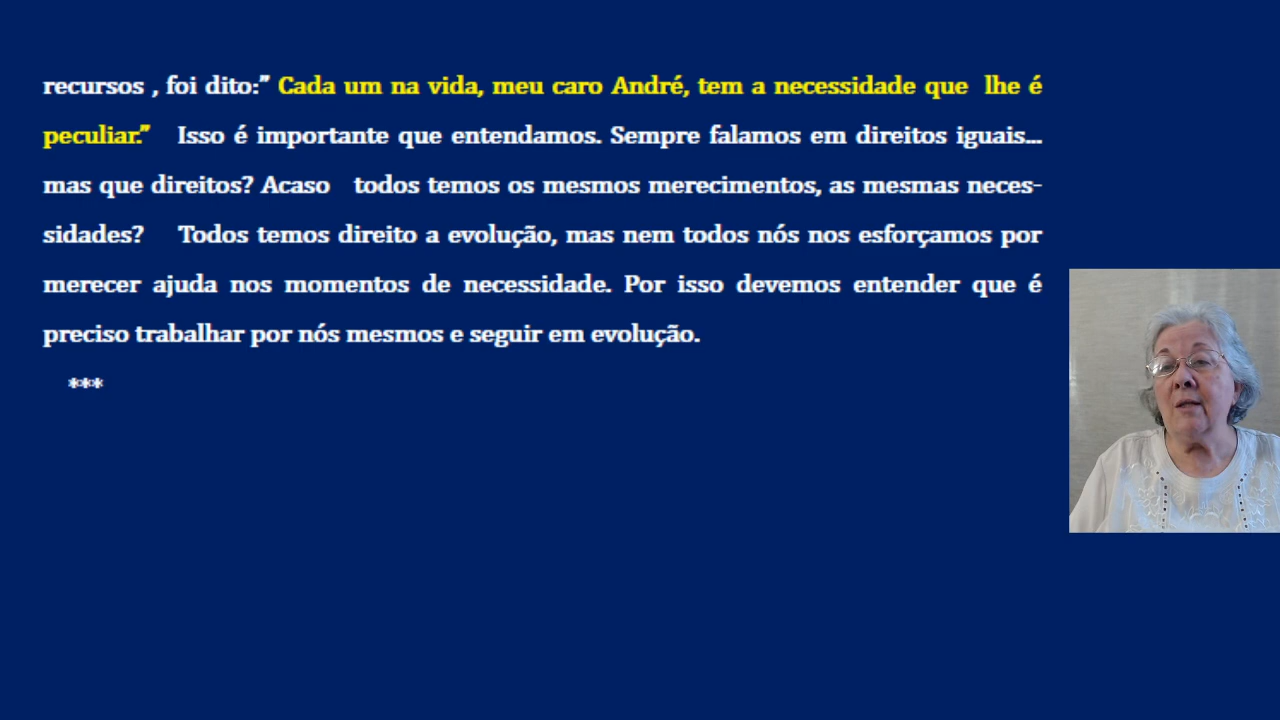 recursos , foi dito:” Cada um na vida, meu caro André, tem a necessidade que lhe é
peculiar.” Isso é importante que entendamos. Sempre falamos em direitos iguais...
mas que direitos? Acaso todos temos os mesmos merecimentos, as mesmas neces-
sidades? Todos temos direito a evolução, mas nem todos nós nos esforçamos por
merecer ajuda nos momentos de necessidade. Por isso devemos entender que é
preciso trabalhar por nós mesmos e seguir em evolução.
***